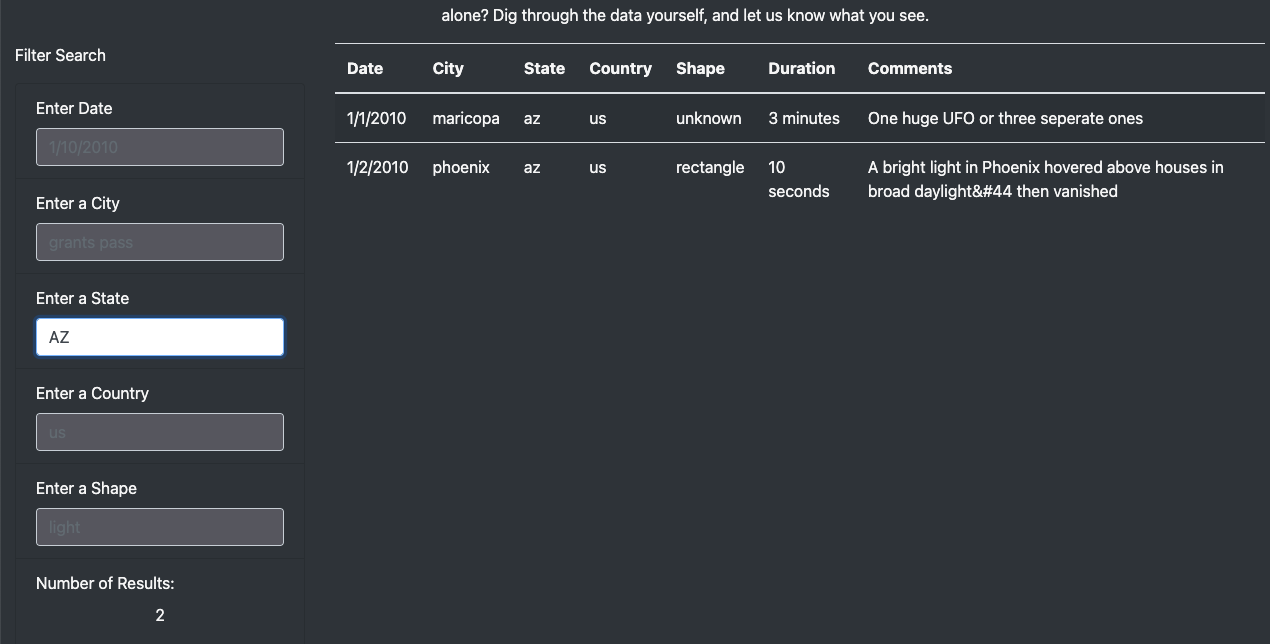 alone? Dig through the data yourself, and let us know what you see.
Filter Search
Enter Date
1/10/2010
Enter a City
grants pass
Enter a State
AZ
Enter a Country
us
Enter a Shape
light
Number of Results:
2
Date City State Country Shape Duration Comments
1/1/2010 maricopa az us unknown 3 minutes One huge UFO or three seperate ones
1/2/2010 phoenix az us rectangle 10 A bright light in Phoenix hovered above houses in
seconds broad daylight&#44 then vanished